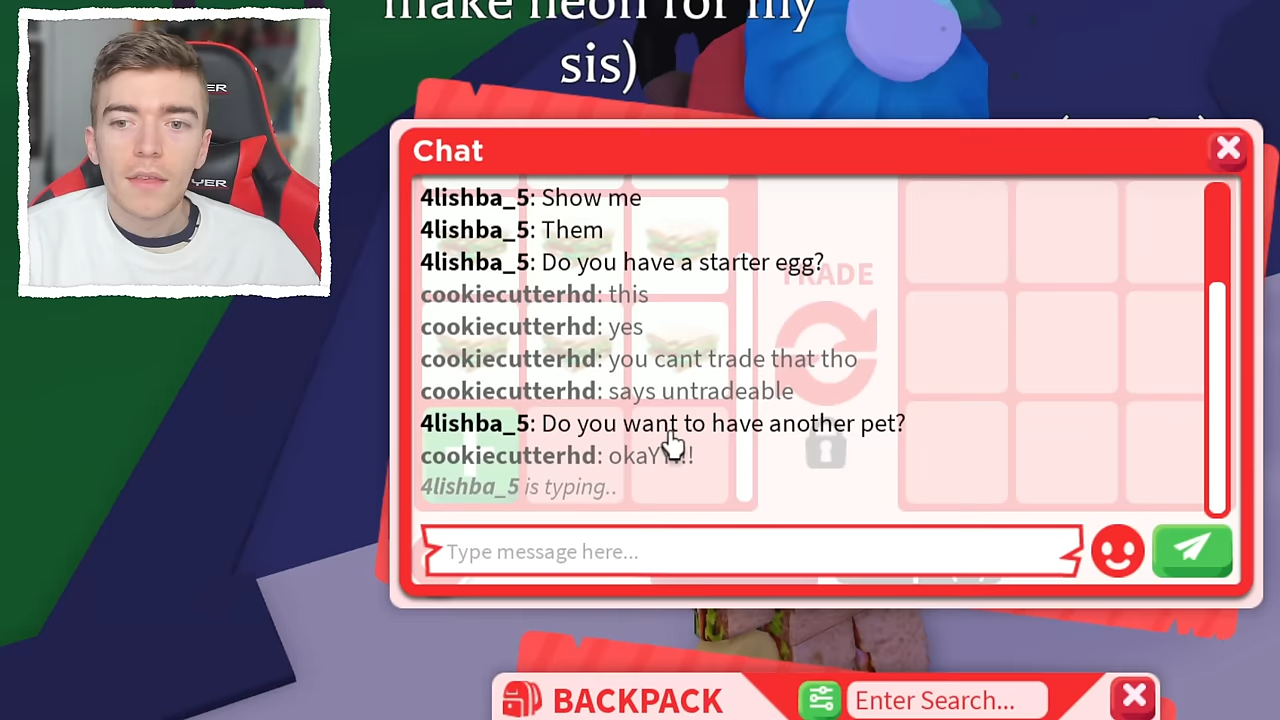 make neon for my
sis)
Chat
4lishba_5: Show me
4lishba_5: Them
4lishba_5: Do you have a starter egg?
cookiecutterhd: this
cookiecutterhd: yes
cookiecutterhd: you cant trade that tho
cookiecutterhd: says untradeable
4lishba_5: Do you want to have another pet?
cookiecutterhd: okaY
4lishba_5 is typing..
TRADE
Type message here...
BACKPACK
Enter Search...